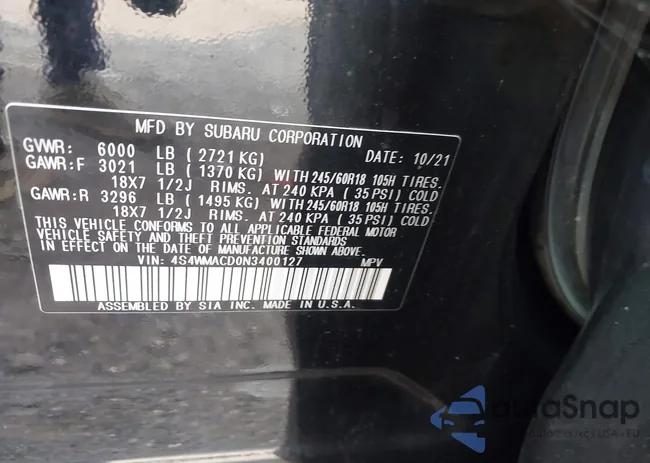 MFD BY SUBARU CORPORATION
GVWR: 6000 LB ( 2721 KG) DATE: 10/21
GAWR:F 3021 LB ( 1370 KG) WITH 245/60R18 105H TIRES.
18X7 1/2J RIMS. AT 240 KPA ( 35 PSI) COLD
GAWR:R 3296 LB ( 1495 KG) WITH 245/60R18 105H TIRES.
18X7 1/2J RIMS. AT 240 KPA ( 35 PSI) COLD
THIS VEHICLE CONFORMS TO ALL APPLICABLE FEDERAL MOTOR
VEHICLE SAFETY AND THEFT PREVENTION STANDARDS
IN EFFECT ON THE DATE OF MANUFACTURE SHOWN ABOVE.
VIN: 4S4WMACD0N3400127 MPV
ASSEMBLED BY SIA INC. MADE IN U.S.A.
autoSnap